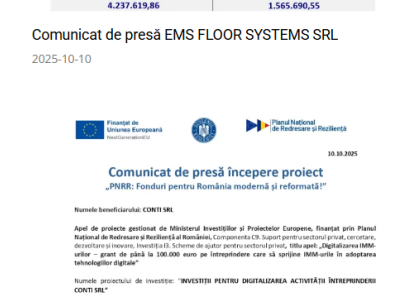 4.237.619,86 1.565.690,55
Comunicat de presă EMS FLOOR SYSTEMS SRL
2025-10-10
Finanțat de
Uniunea Europeană
NextGenerationEU
Planul Național
de Redresare și Reziliență
10.10.2025
Comunicat de presă începere proiect
„PNRR: Fonduri pentru România modernă și reformată!”
Numele beneficiarului: CONTI SRL
Apel de proiecte gestionat de Ministerul Investițiilor și Proiectelor Europene, finanțat prin Planul
Național de Redresare și Reziliență al României, Componenta C9. Suport pentru sectorul privat, cercetare,
dezvoltare și inovare, Investiția I3. Scheme de ajutor pentru sectorul privat, titlu apel: „Digitalizarea IMM-
urilor – grant de până la 100.000 euro pe întreprindere care să sprijine IMM-urile în adoptarea
tehnologiilor digitale”
Numele proiectului de investiție: "INVESTIȚII PENTRU DIGITALIZAREA ACTIVITĂȚII ÎNTREPRINDERII
CONTI SRL"